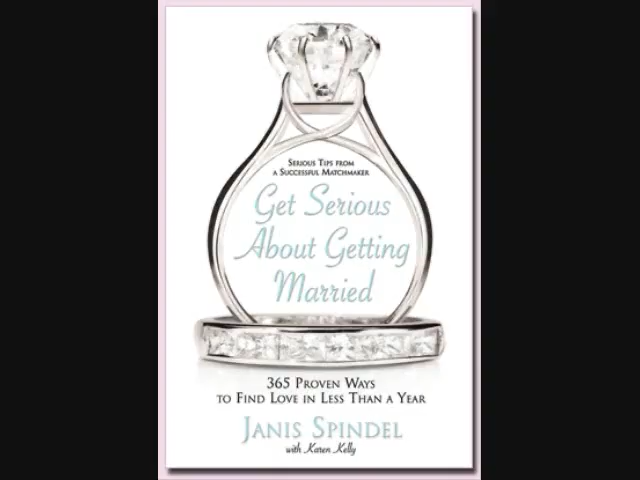 SERIOUS TIPS FROM
A SUCCESSFUL MATCHMAKER
Get Serious
About Getting
Married
365 PROVEN WAYS
TO FIND LOVE IN LESS THAN A YEAR
JANIS SPINDEL
with Karen Kelly